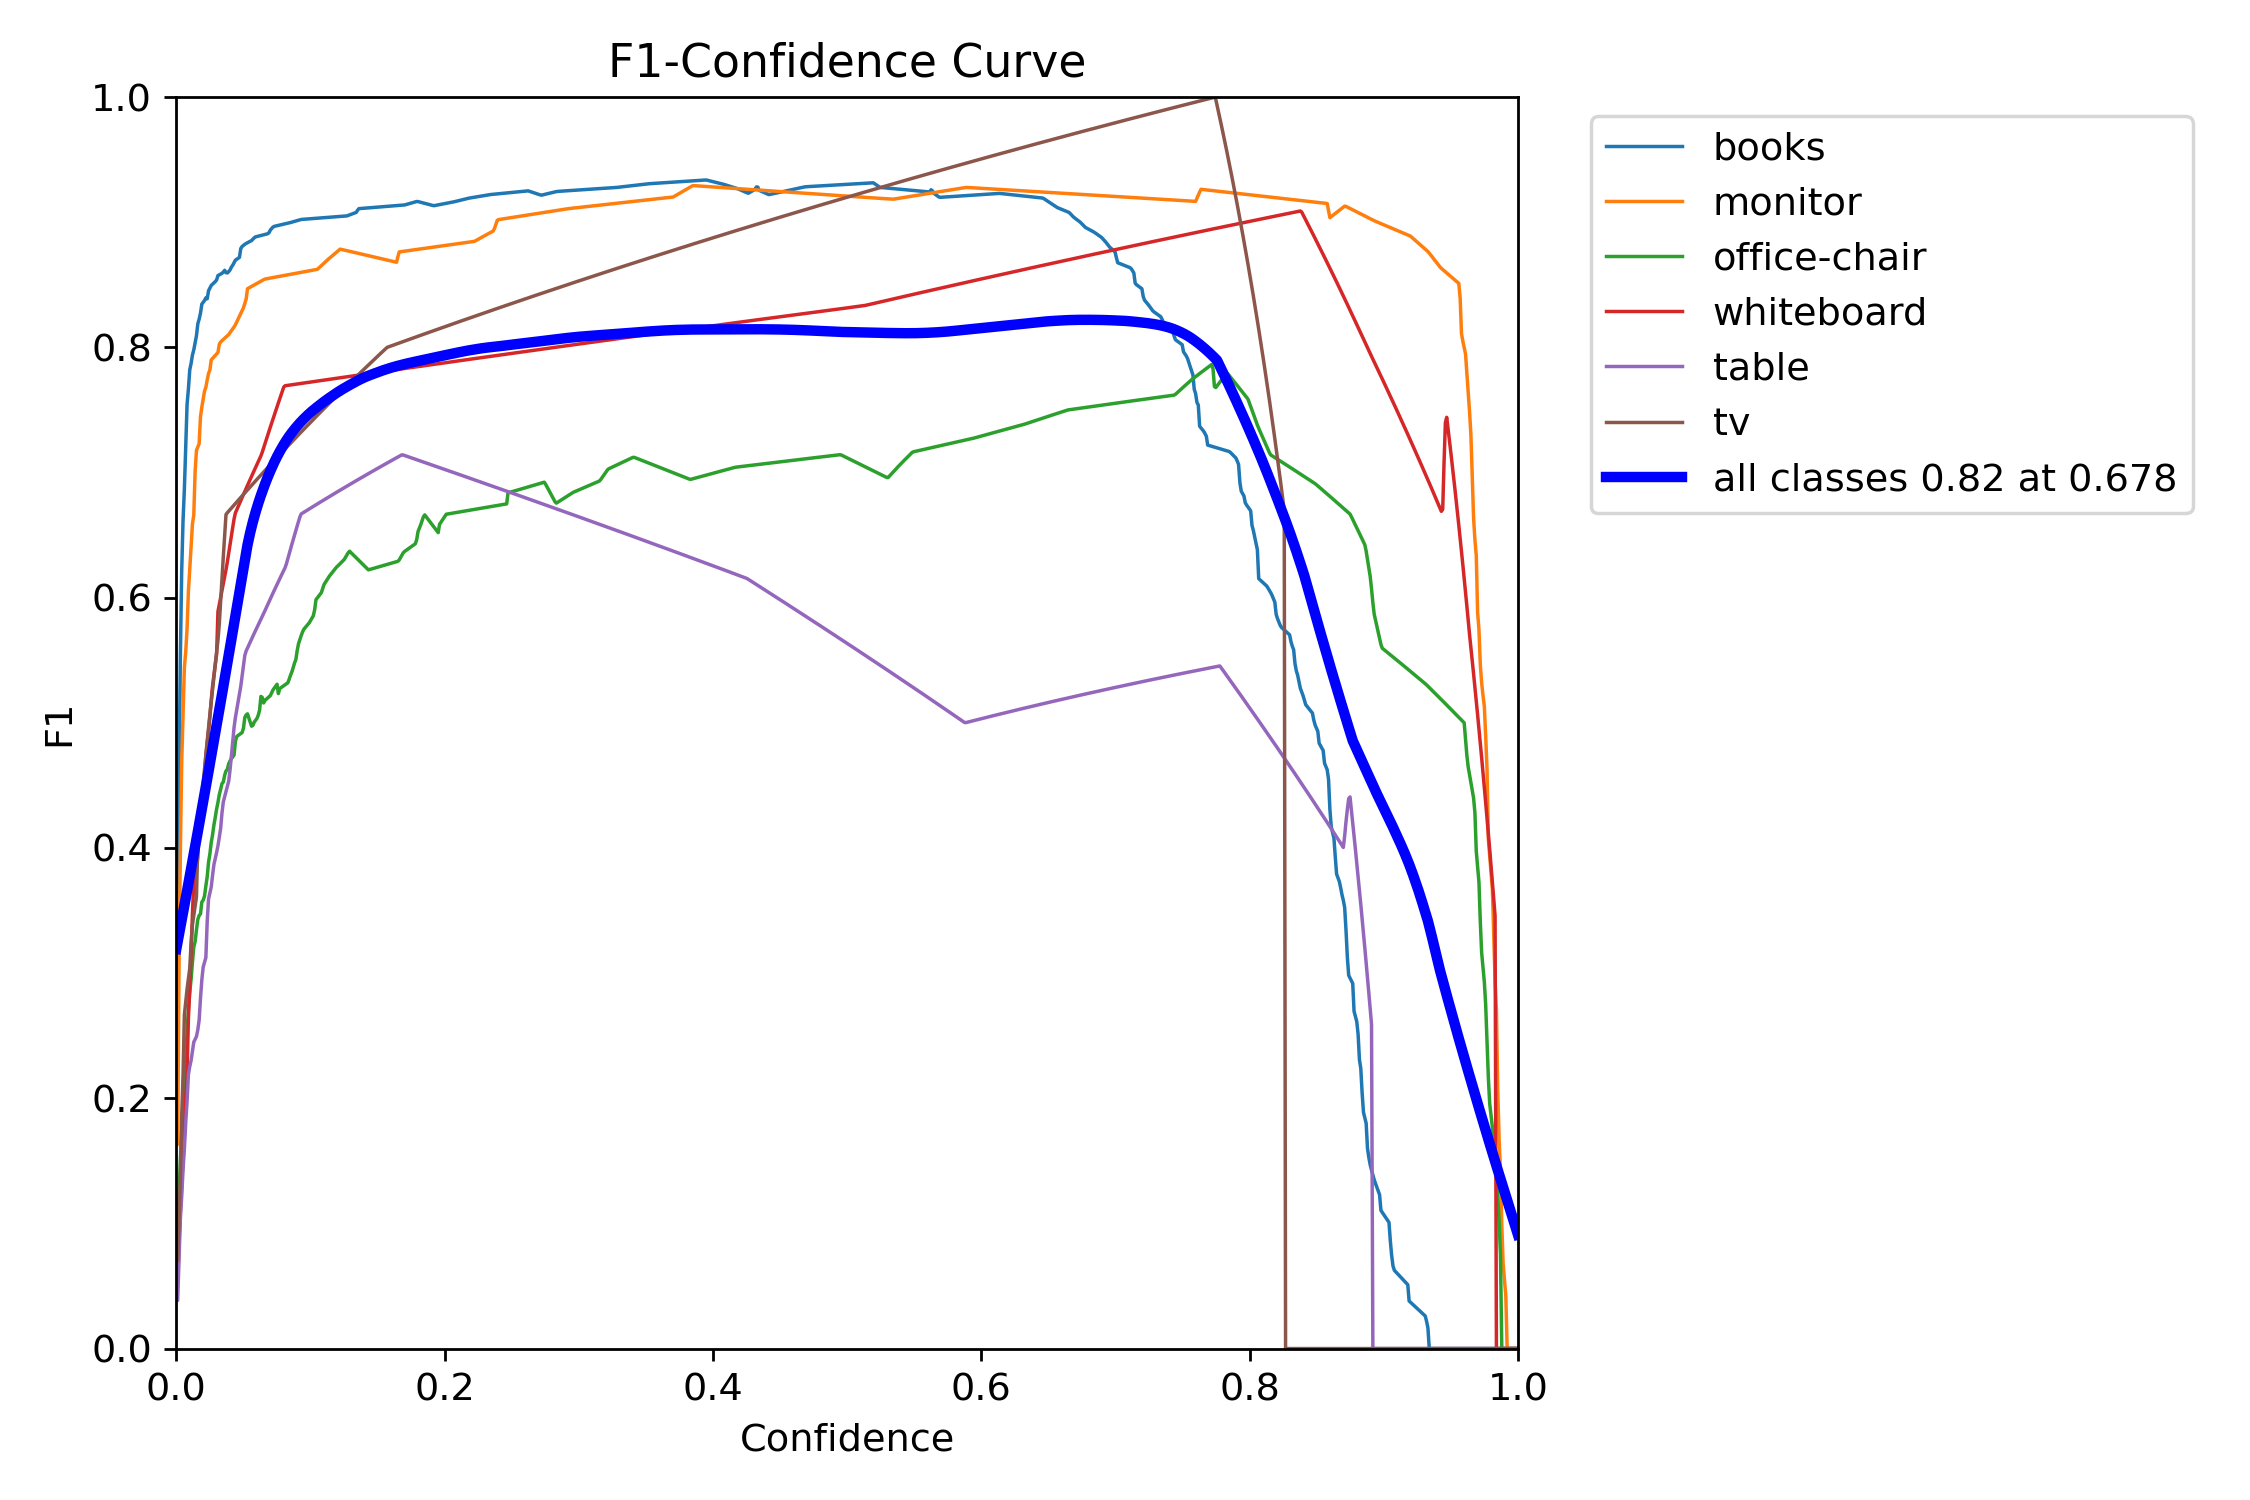 F1-Confidence Curve
1.0
0.8
0.6
0.4
0.2
0.0
F1
0.0 0.2 0.4 0.6 0.8 1.0
Confidence
books
monitor
office-chair
whiteboard
table
tv
all classes 0.82 at 0.678